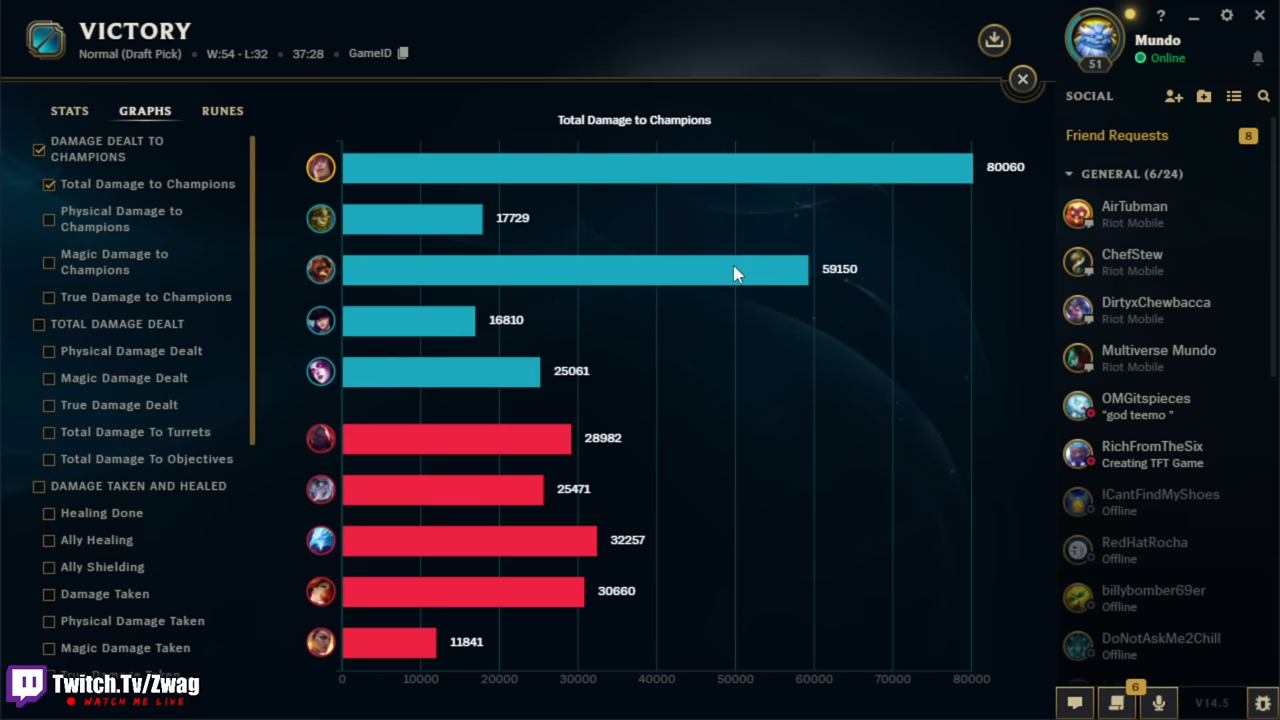 VICTORY
Normal (Draft Pick) • W:54 - L:32 • 37:28 GameID
?
Mundo
51
Online
STATS GRAPHS RUNES
DAMAGE DEALT TO
CHAMPIONS
Total Damage to Champions
Physical Damage to
Champions
Magic Damage to
Champions
True Damage to Champions
TOTAL DAMAGE DEALT
Physical Damage Dealt
Magic Damage Dealt
True Damage Dealt
Total Damage To Turrets
Total Damage To Objectives
DAMAGE TAKEN AND HEALED
Healing Done
Ally Healing
Ally Shielding
Damage Taken
Physical Damage Taken
Magic Damage Taken
True Damage Taken
Total Damage to Champions
80060
17729
59150
16810
25061
28982
25471
32257
30660
11841
0 10000 20000 30000 40000 50000 60000 70000 80000
SOCIAL
Friend Requests 8
GENERAL (6/24)
AirTubman
Riot Mobile
ChefStew
Riot Mobile
DirtyxChewbacca
Riot Mobile
Multiverse Mundo
Riot Mobile
OMGitspieces
"god teemo "
RichFromTheSix
Creating TFT Game
ICantFindMyShoes
Offline
RedHatRocha
Offline
billybomber69er
Offline
DoNotAskMe2Chill
Offline
6
V14.5
Twitch.Tv/Zwag
WATCH ME LIVE